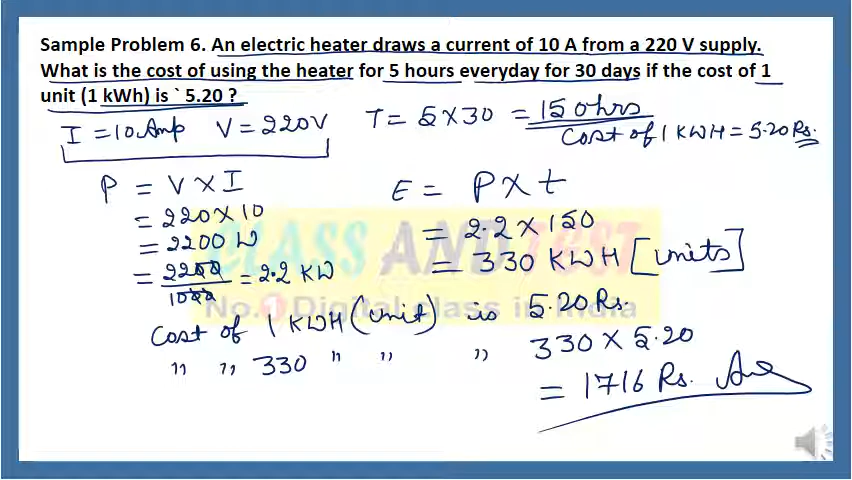 Sample Problem 6. An electric heater draws a current of 10 A from a 220 V supply.
What is the cost of using the heater for 5 hours everyday for 30 days if the cost of 1
unit (1 kWh) is ` 5.20 ?
I = 10 Amp V = 220V T = 5 × 30 = 150 hrs
Cost of 1 KWH = 5.20 Rs.
P = V × I
= 220 × 10
= 2200 W
= 2200/1000 = 2.2 KW
E = P × t
= 2.2 × 150
= 330 KWH [units]
CLASS AND TEST
No.1 Digital class in India
Cost of 1 KWH (unit) is 5.20 Rs.
" " 330 " " " 330 × 5.20
= 1716 Rs. Ans